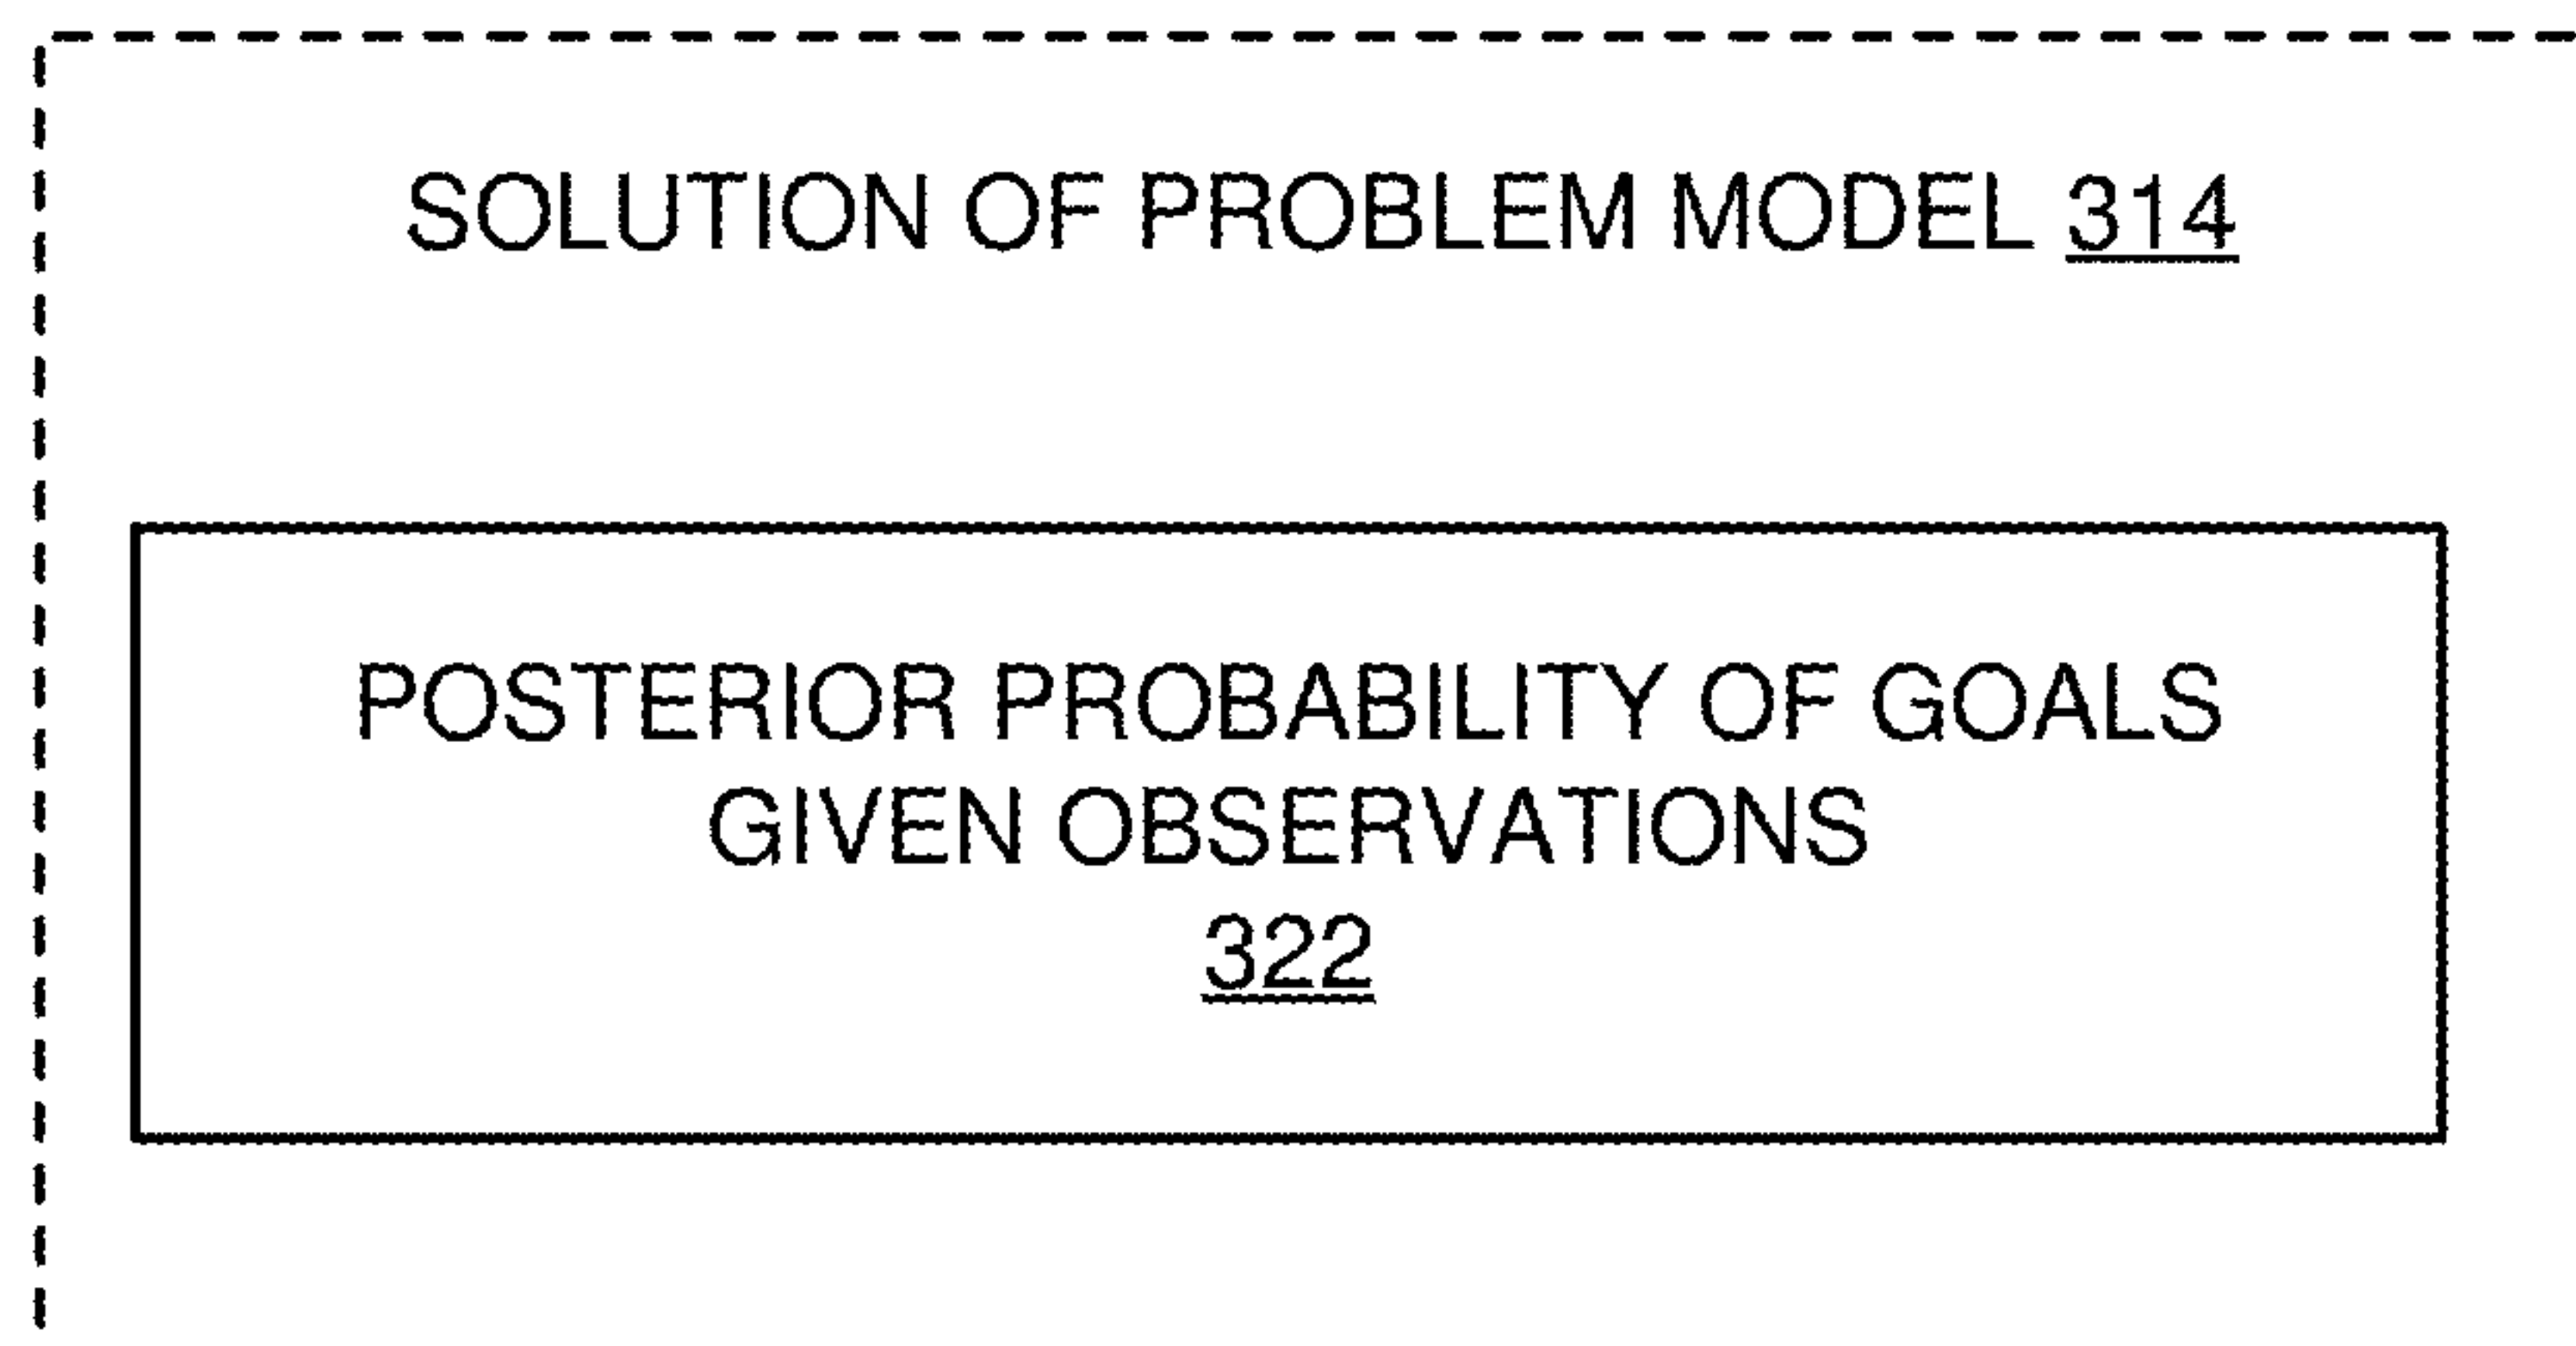 SOLUTION OF PROBLEM MODEL 314
POSTERIOR PROBABILITY OF GOALS
GIVEN OBSERVATIONS
322